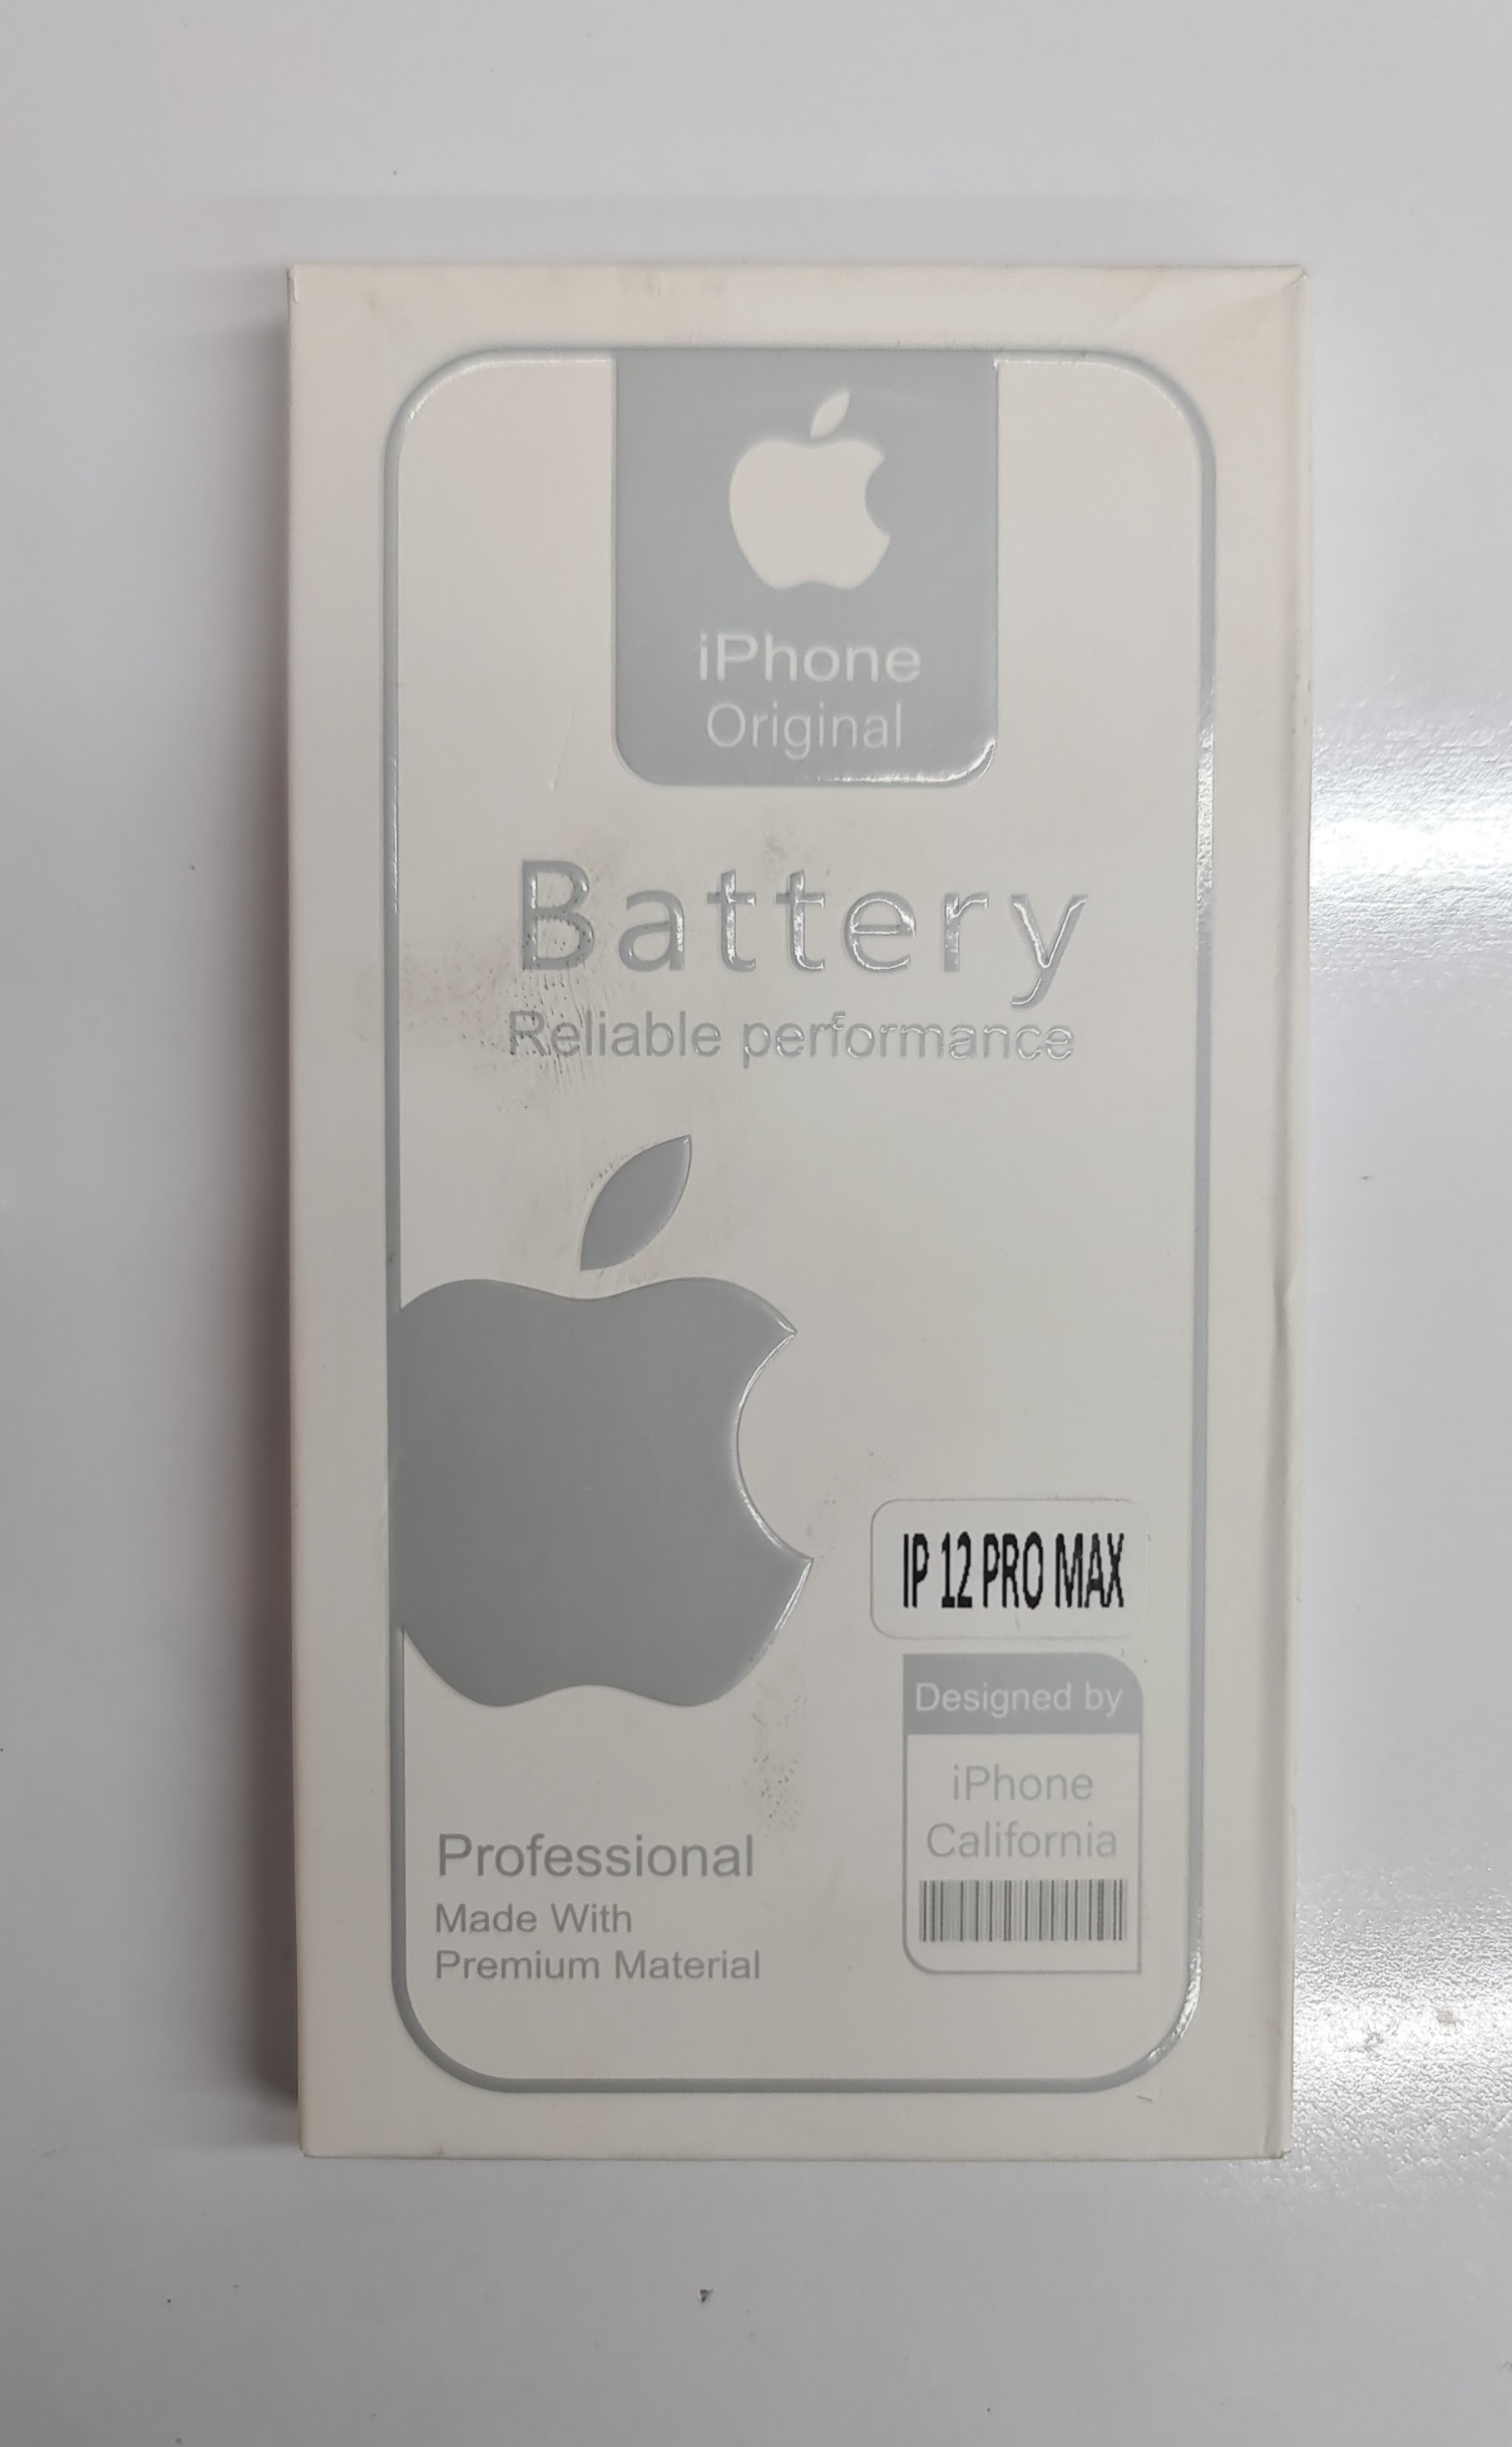 iPhone
Original
Battery
Reliable performance
IP 12 PRO MAX
Designed by
iPhone
California
Professional
Made With
Premium Material